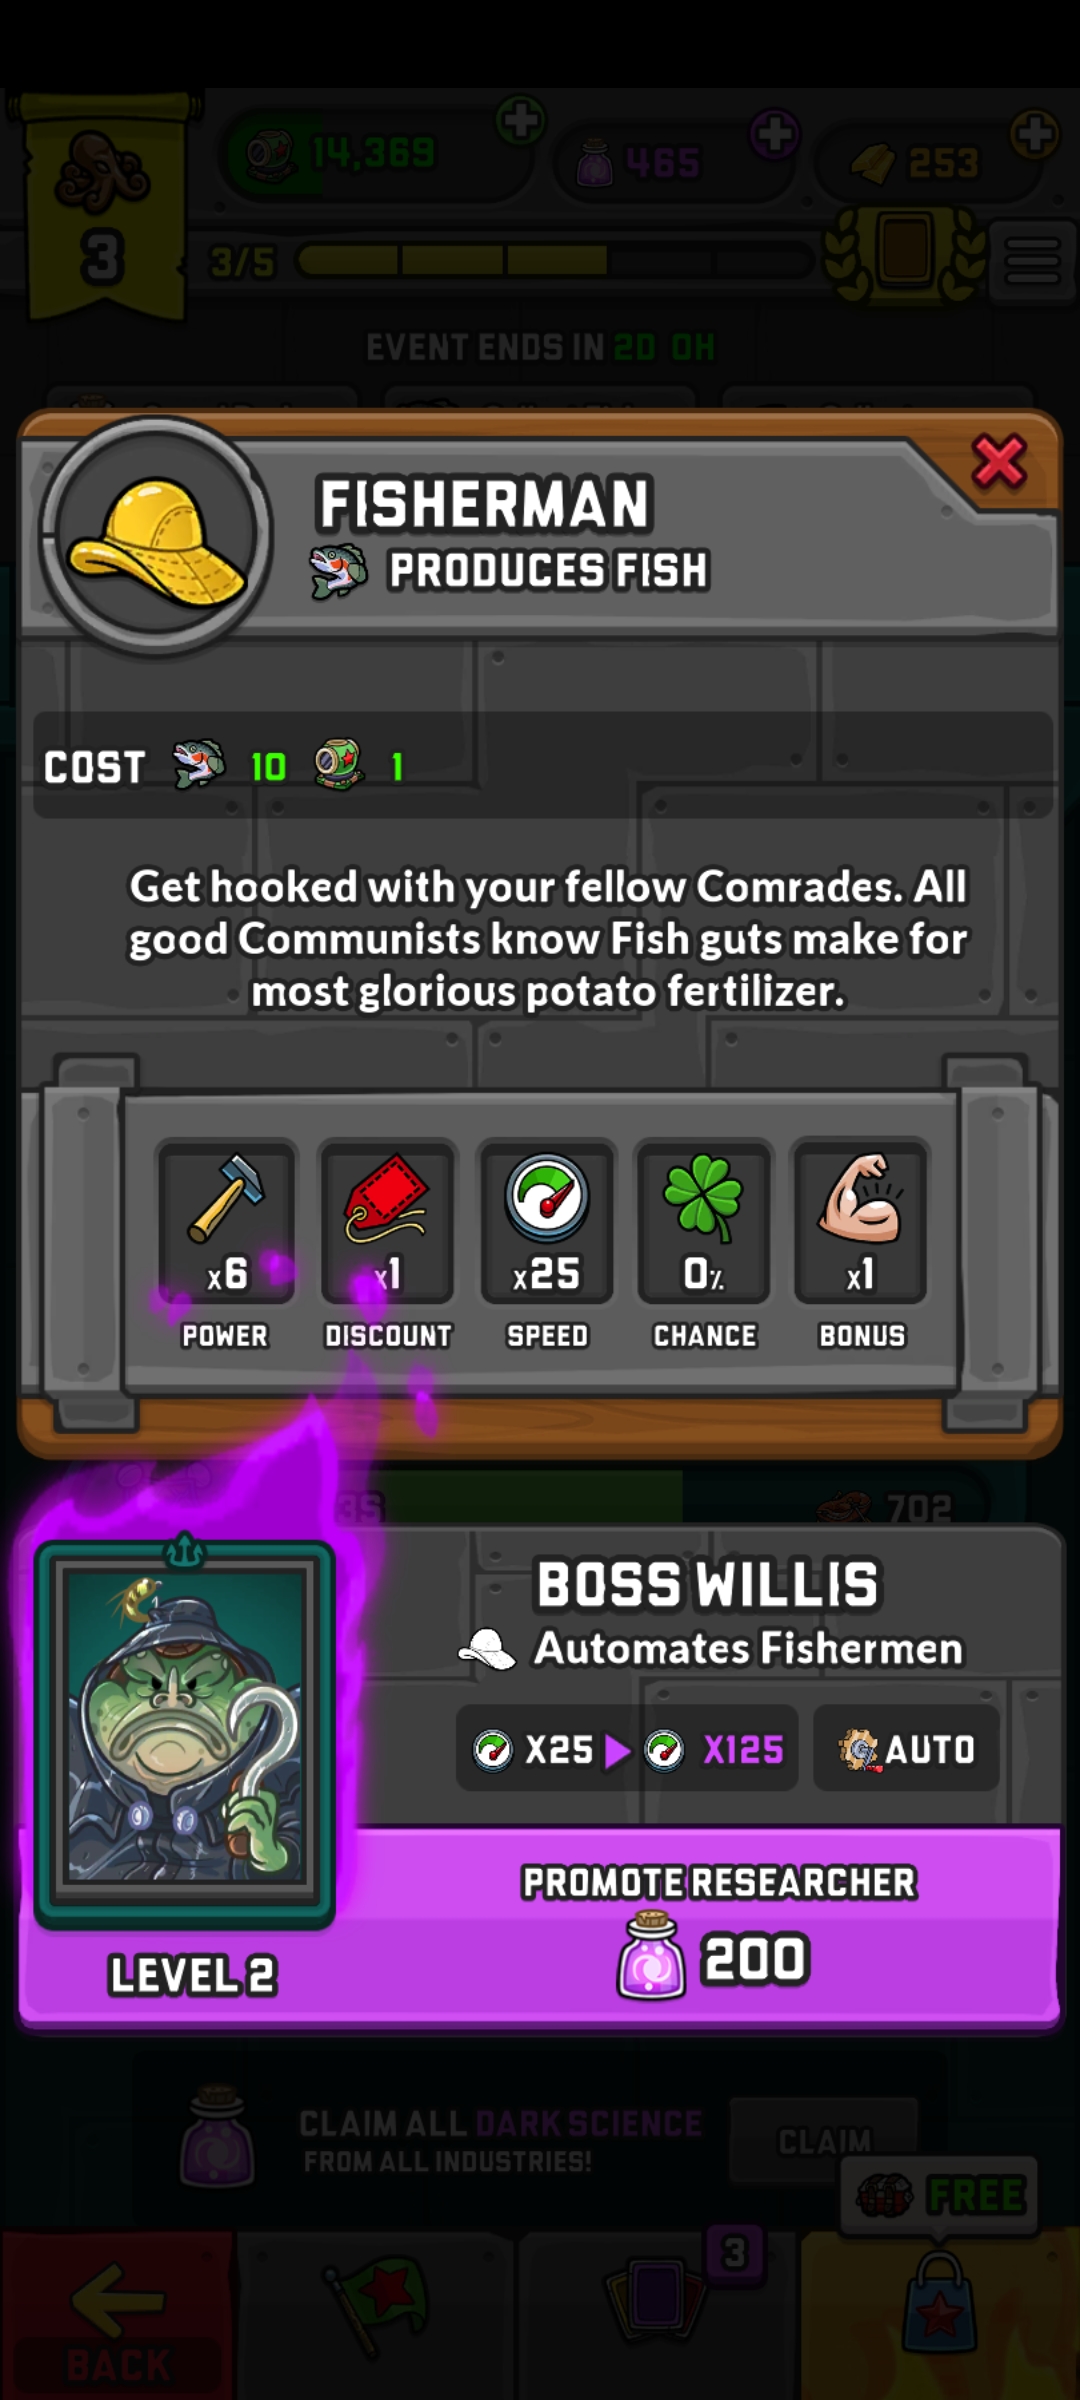 14,369
465
253
3
3/5
EVENT ENDS IN 2D 0H
FISHERMAN
PRODUCES FISH
COST 10 1
Get hooked with your fellow Comrades. All
good Communists know Fish guts make for
most glorious potato fertilizer.
x6 x1 x25 0% x1
POWER DISCOUNT SPEED CHANCE BONUS
702
BOSS WILLIS
Automates Fishermen
X25 X125 AUTO
PROMOTE RESEARCHER
200
LEVEL 2
CLAIM ALL DARK SCIENCE
FROM ALL INDUSTRIES!
CLAIM
FREE
3
BACK